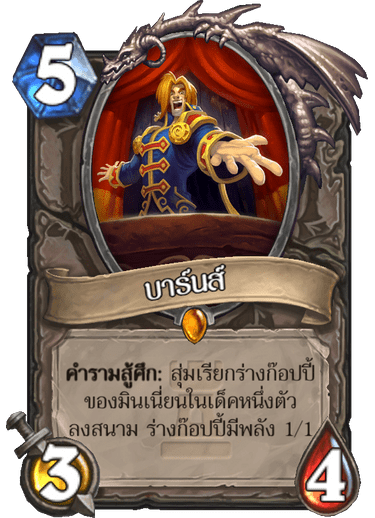 5
บาร์นส์
คำรามสู้ศึก: สุ่มเรียกร่างก๊อปปี้
ของมินเนี่ยนในเด็คหนึ่งตัว
ลงสนาม ร่างก๊อปปี้มีพลัง 1/1
3
4